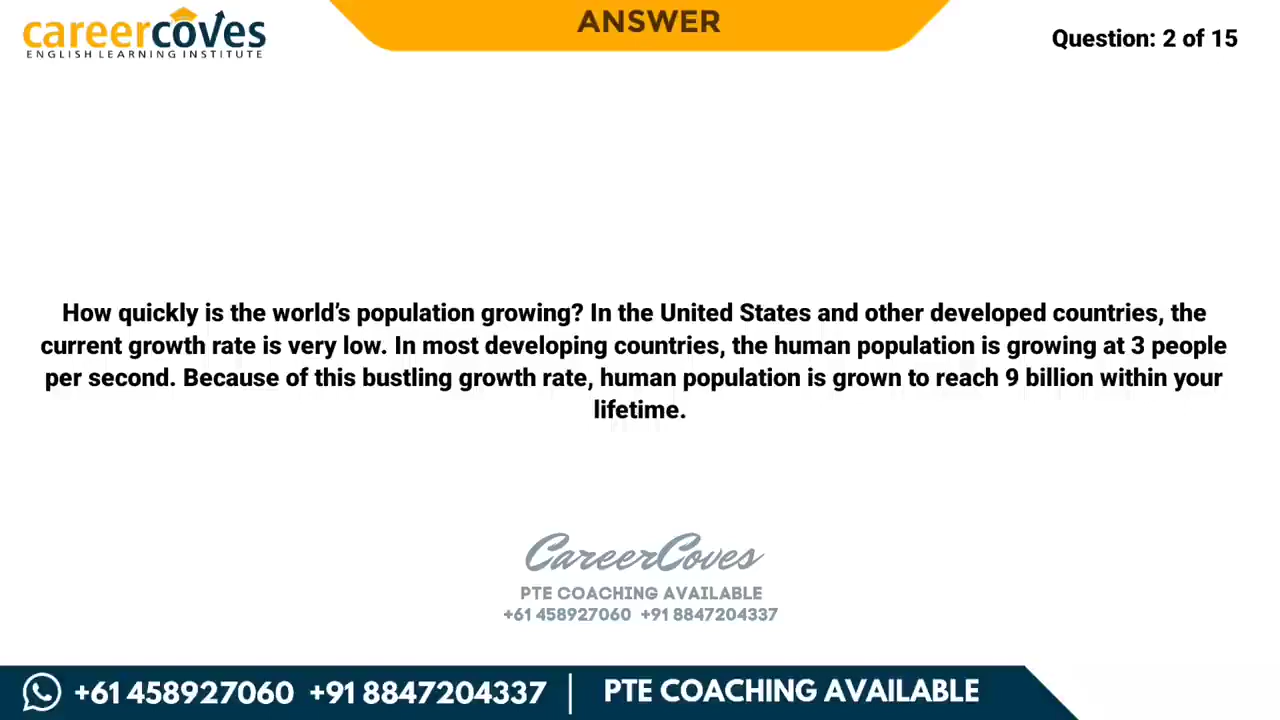 careercoves
ENGLISH LEARNING INSTITUTE
ANSWER
Question: 2 of 15
How quickly is the world’s population growing? In the United States and other developed countries, the
current growth rate is very low. In most developing countries, the human population is growing at 3 people
per second. Because of this bustling growth rate, human population is grown to reach 9 billion within your
lifetime.
CareerCoves
PTE COACHING AVAILABLE
+61 458927060 +91 8847204337
+61 458927060 +91 8847204337 | PTE COACHING AVAILABLE